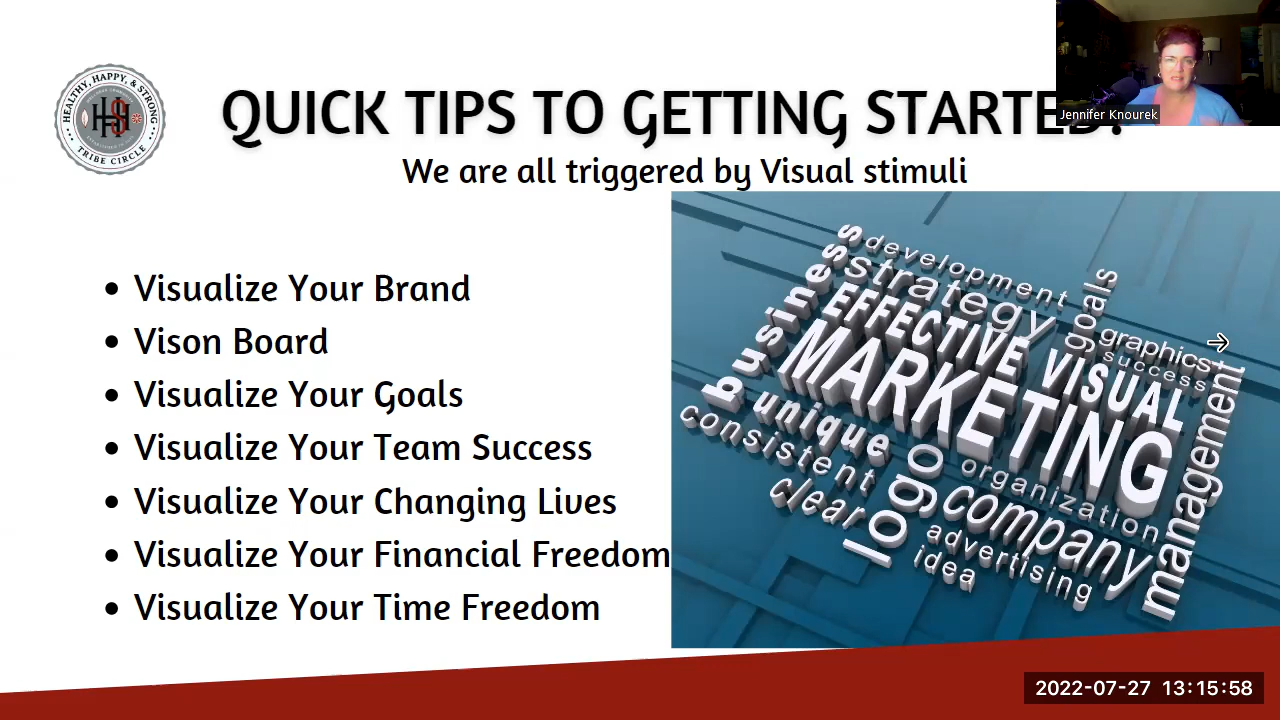 HEALTHY, HAPPY, & STRONG
HHS
TRIBE CIRCLE
QUICK TIPS TO GETTING STARTED!
Jennifer Knourek
We are all triggered by Visual stimuli
• Visualize Your Brand
• Vison Board
• Visualize Your Goals
• Visualize Your Team Success
• Visualize Your Changing Lives
• Visualize Your Financial Freedom
• Visualize Your Time Freedom
business
development
strategy
goals
EFFECTIVE VISUAL
graphics
success
MARKETING
management
unique
consistent
clear
logo
organization
company
advertising
idea
2022-07-27 13:15:58